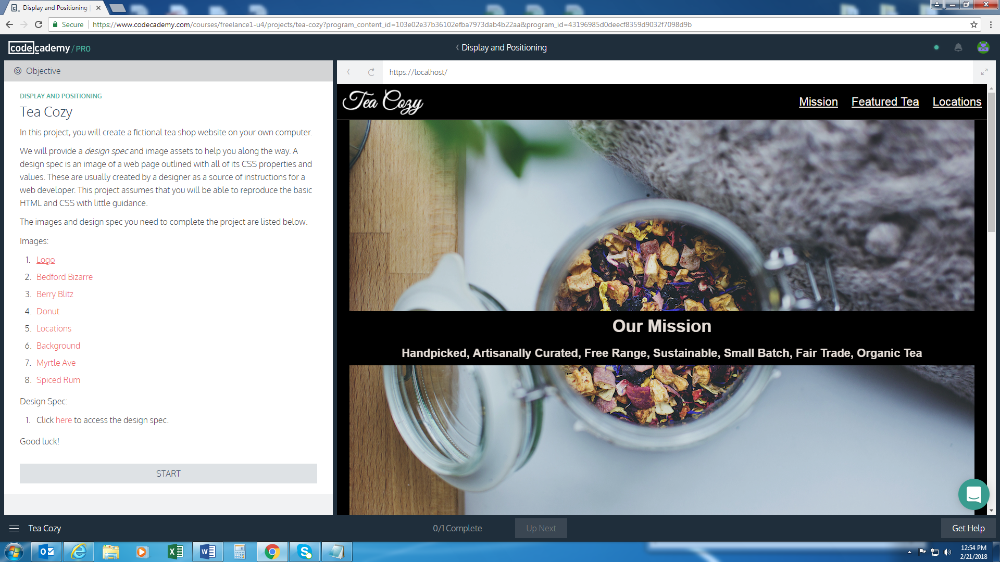 Display and Positioning |
Secure
https://www.codecademy.com/courses/freelance1-u4/projects/tea-cozy?program_content_id=103e02e37b36102efba7973dab4b22aa&program_id=43196985d0deecf8359d9032f7098d9b
codecademy / PRO
Display and Positioning
Objective
DISPLAY AND POSITIONING
Tea Cozy
In this project, you will create a fictional tea shop website on your own computer.
We will provide a design spec and image assets to help you along the way. A
design spec is an image of a web page outlined with all of its CSS properties and
values. These are usually created by a designer as a source of instructions for a
web developer. This project assumes that you will be able to reproduce the basic
HTML and CSS with little guidance.
The images and design spec you need to complete the project are listed below.
Images:
1. Logo
2. Bedford Bizarre
3. Berry Blitz
4. Donut
5. Locations
6. Background
7. Myrtle Ave
8. Spiced Rum
Design Spec:
1. Click here to access the design spec.
Good luck!
START
https://localhost/
Tea Cozy
Mission Featured Tea Locations
Our Mission
Handpicked, Artisanally Curated, Free Range, Sustainable, Small Batch, Fair Trade, Organic Tea
Tea Cozy
0/1 Complete
Up Next
Get Help
12:54 PM
2/21/2018